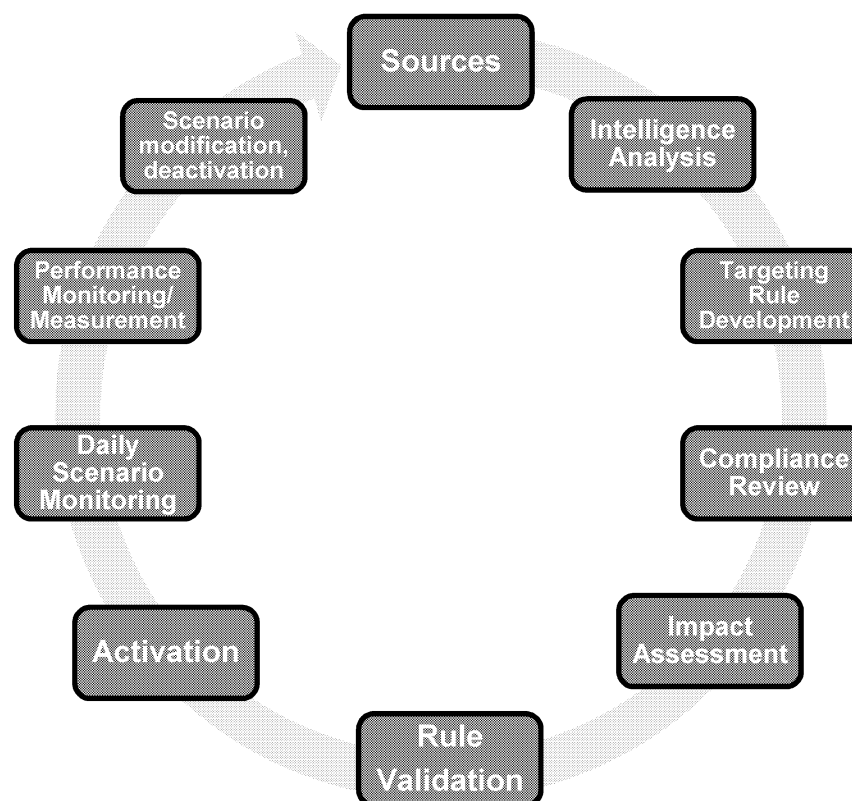 Sources
Intelligence
Analysis
Targeting
Rule
Development
Compliance
Review
Impact
Assessment
Rule
Validation
Activation
Daily
Scenario
Monitoring
Performance
Monitoring/
Measurement
Scenario
modification,
deactivation